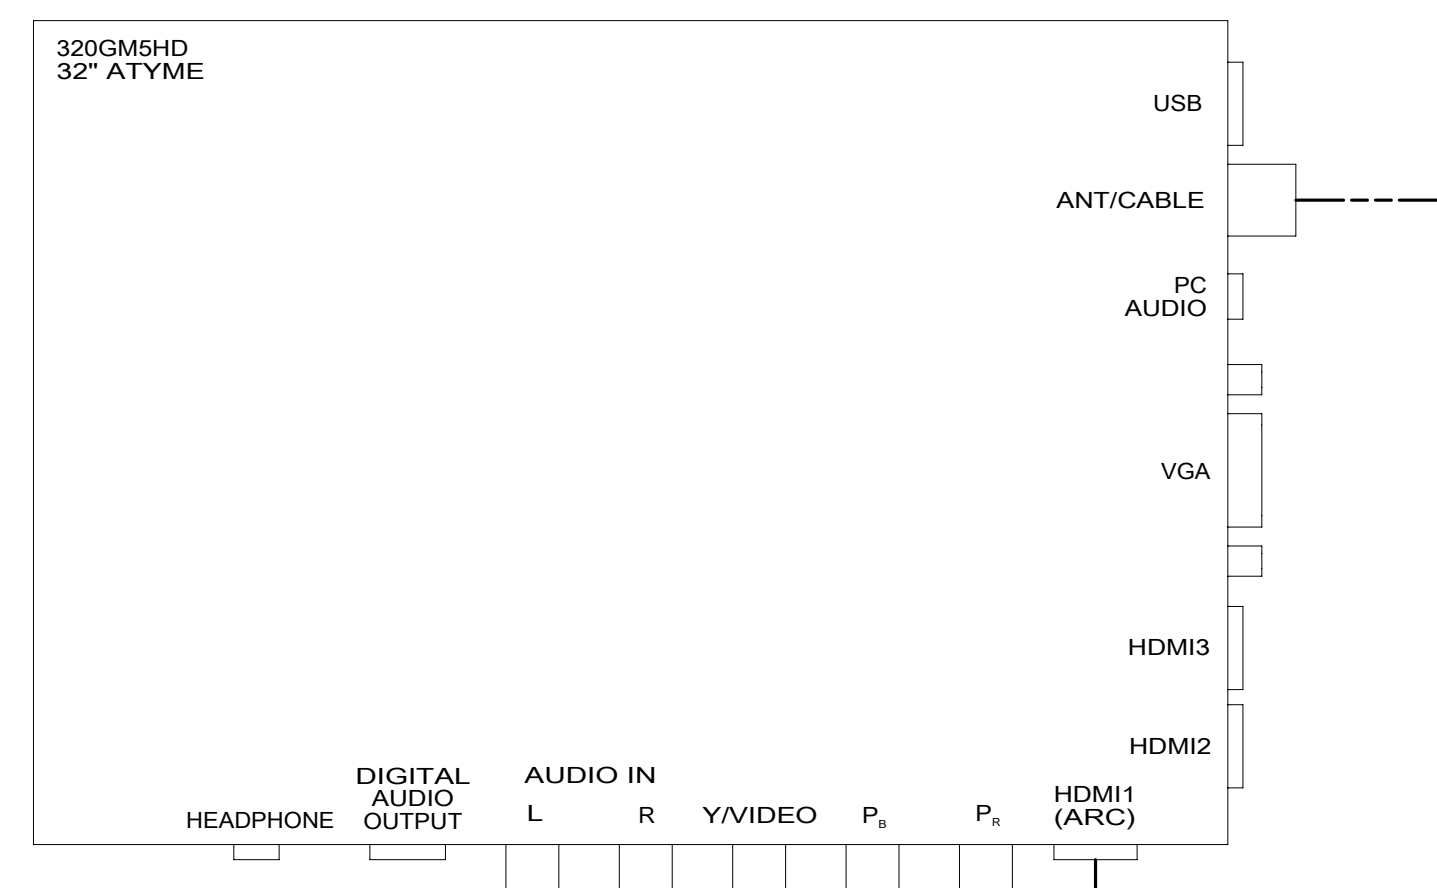 320GM5HD
32" ATYME
USB
ANT/CABLE
PC
AUDIO
VGA
HDMI3
HDMI2
HEADPHONE
DIGITAL
AUDIO
OUTPUT
AUDIO IN
L R
Y/VIDEO
PB
PR
HDMI1
(ARC)